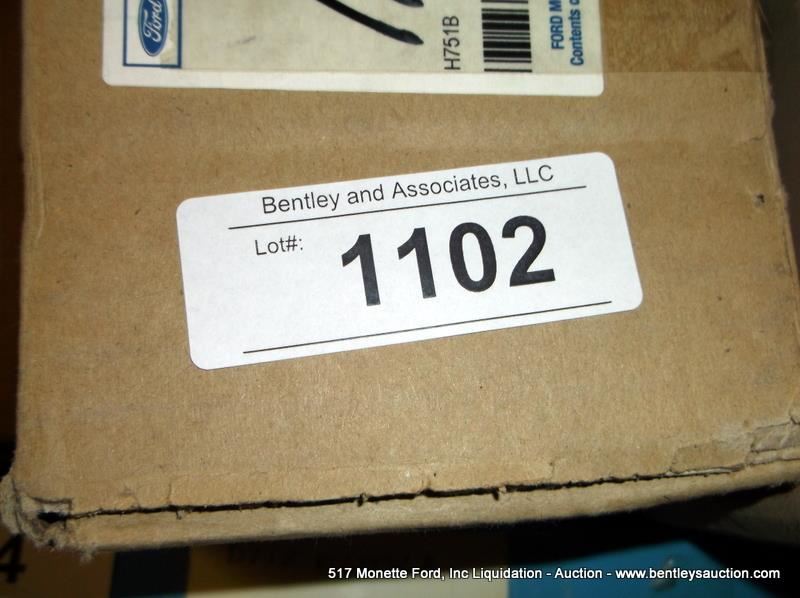 Ford
H751B
FORD M
Contents o
Bentley and Associates, LLC
Lot#:
1102
4
517 Monette Ford, Inc Liquidation - Auction - www.bentleysauction.com